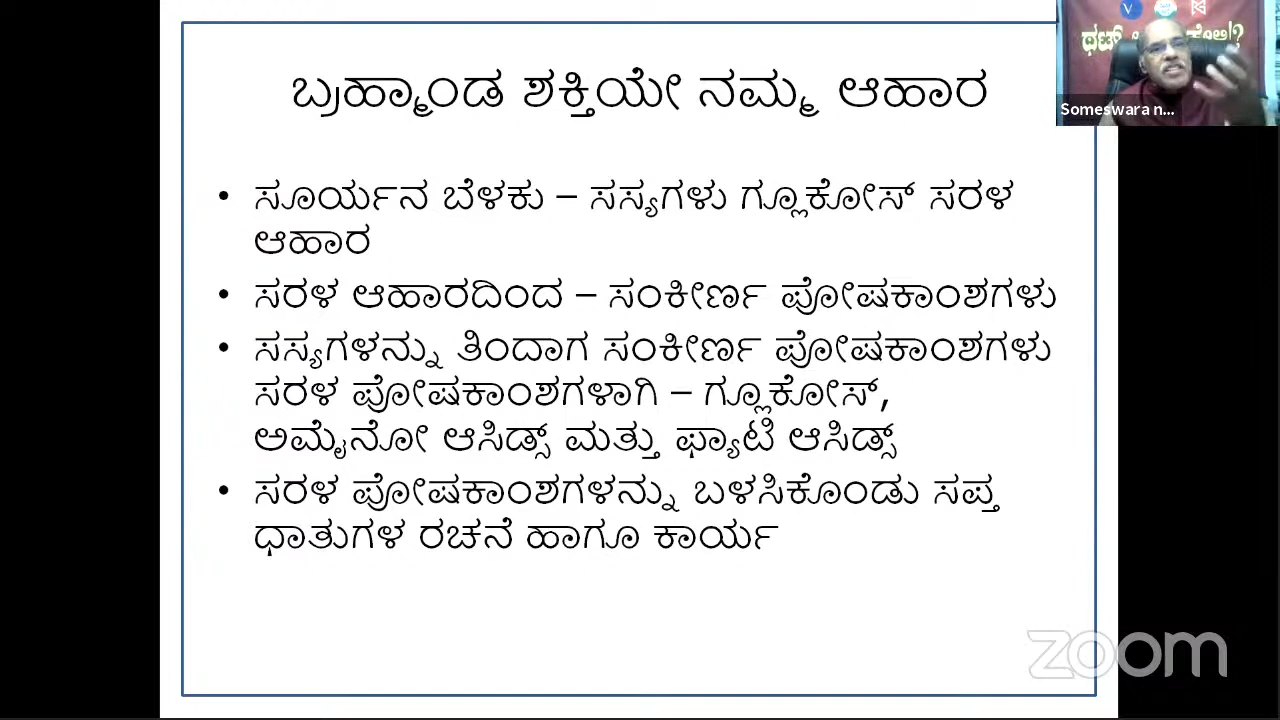 ಬ್ರಹ್ಮಾಂಡ ಶಕ್ತಿಯೇ ನಮ್ಮ ಆಹಾರ
Someswara n...
• ಸೂರ್ಯನ ಬೆಳಕು – ಸಸ್ಯಗಳು ಗ್ಲೂಕೋಸ್ ಸರಳ
ಆಹಾರ
• ಸರಳ ಆಹಾರದಿಂದ – ಸಂಕೀರ್ಣ ಪೋಷಕಾಂಶಗಳು
• ಸಸ್ಯಗಳನ್ನು ತಿಂದಾಗ ಸಂಕೀರ್ಣ ಪೋಷಕಾಂಶಗಳು
ಸರಳ ಪೋಷಕಾಂಶಗಳಾಗಿ – ಗ್ಲೂಕೋಸ್,
ಅಮೈನೋ ಆಸಿಡ್ಸ್ ಮತ್ತು ಫ್ಯಾಟಿ ಆಸಿಡ್ಸ್
• ಸರಳ ಪೋಷಕಾಂಶಗಳನ್ನು ಬಳಸಿಕೊಂಡು ಸಪ್ತ
ಧಾತುಗಳ ರಚನೆ ಹಾಗೂ ಕಾರ್ಯ
zoom